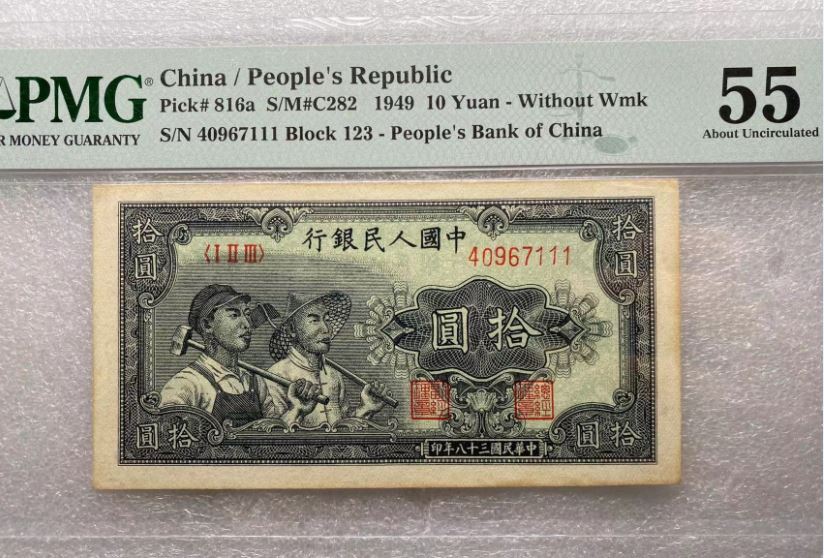 PMG® China / People's Republic
Pick# 816a S/M#C282 1949 10 Yuan - Without Wmk
S/N 40967111 Block 123 - People's Bank of China
R MONEY GUARANTY
55
About Uncirculated
行銀民人國中
〈I II III〉
40967111
拾圓
拾圓
圓拾
圓
拾
圓
拾
印年八十三國民華中